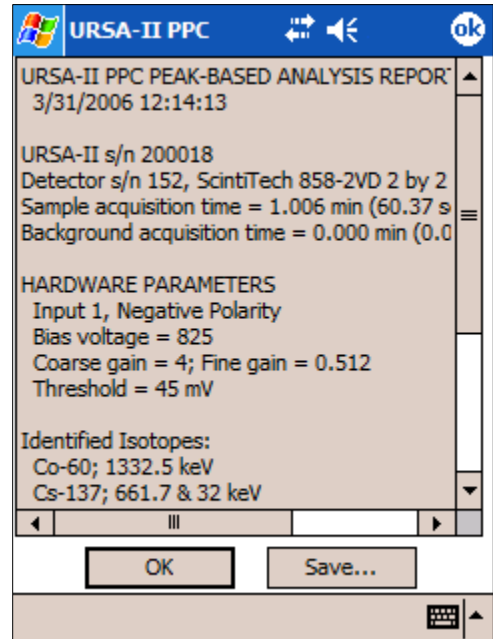 URSA-II PPC
ok
URSA-II PPC PEAK-BASED ANALYSIS REPOR
3/31/2006 12:14:13
URSA-II s/n 200018
Detector s/n 152, ScintiTech 858-2VD 2 by 2
Sample acquisition time = 1.006 min (60.37 s
Background acquisition time = 0.000 min (0.0
HARDWARE PARAMETERS
Input 1, Negative Polarity
Bias voltage = 825
Coarse gain = 4; Fine gain = 0.512
Threshold = 45 mV
Identified Isotopes:
Co-60; 1332.5 keV
Cs-137; 661.7 & 32 keV
OK
Save...